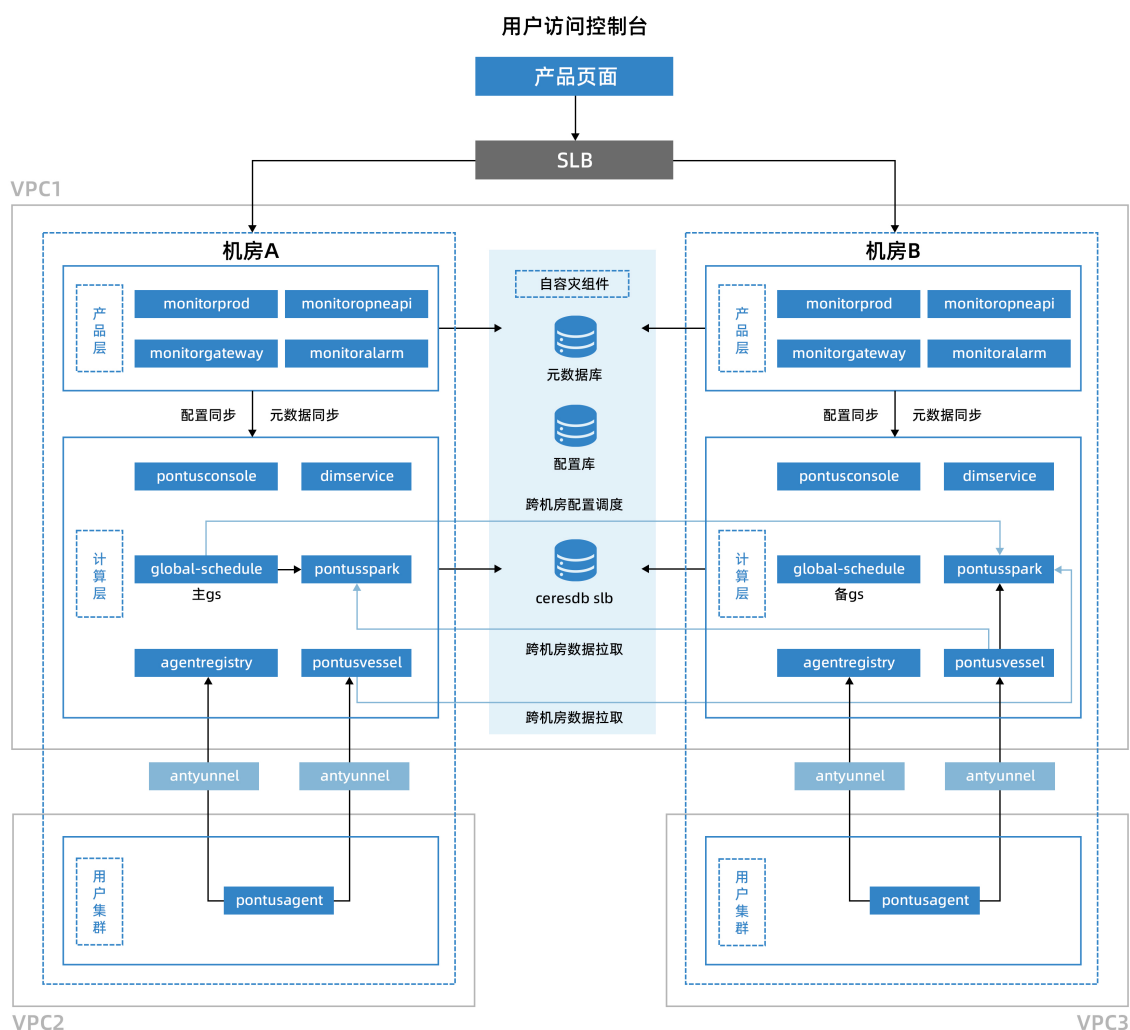 用户访问控制台
产品页面
SLB
VPC1
机房A
产品层
monitorprod
monitoropneapi
monitorgateway
monitoralarm
配置同步
元数据同步
pontusconsole
dimservice
计算层
global-schedule
主gs
pontusspark
agentregistry
pontusvessel
antyunnel
antyunnel
用户集群
pontusagent
VPC2
自容灾组件
元数据库
配置库
跨机房配置调度
ceresdb slb
跨机房数据拉取
跨机房数据拉取
机房B
产品层
monitorprod
monitoropneapi
monitorgateway
monitoralarm
配置同步
元数据同步
pontusconsole
dimservice
计算层
global-schedule
备gs
pontusspark
agentregistry
pontusvessel
antyunnel
antyunnel
用户集群
pontusagent
VPC3